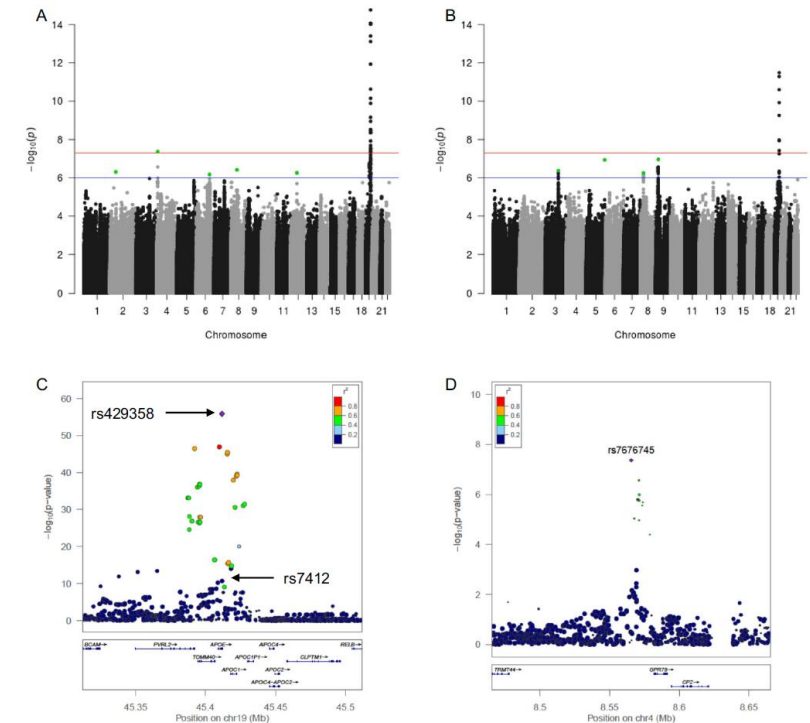 A
B
14
12
10
8
6
4
2
0
−log₁₀(p)
1 2 3 4 5 6 7 8 9 11 13 15 18 21
Chromosome
14
12
10
8
6
4
2
0
−log₁₀(p)
1 2 3 4 5 6 7 8 9 11 13 15 18 21
Chromosome
C
D
60
50
40
30
20
10
0
−log₁₀(p−value)
rs429358
rs7412
r²
0.8
0.6
0.4
0.2
BCAM→
PVRL2→
APOE→
APOC4→
RELB→
TOMM40→
APOC1P1→
CLPTM1→
APOC1→
APOC2→
APOC4−APOC2→
45.35 45.4 45.45 45.5
Position on chr19 (Mb)
10
8
6
4
2
0
−log₁₀(p−value)
r²
0.8
0.6
0.4
0.2
rs7676745
TRMT44→
GPR78→
CPZ→
8.5 8.55 8.6 8.65
Position on chr4 (Mb)